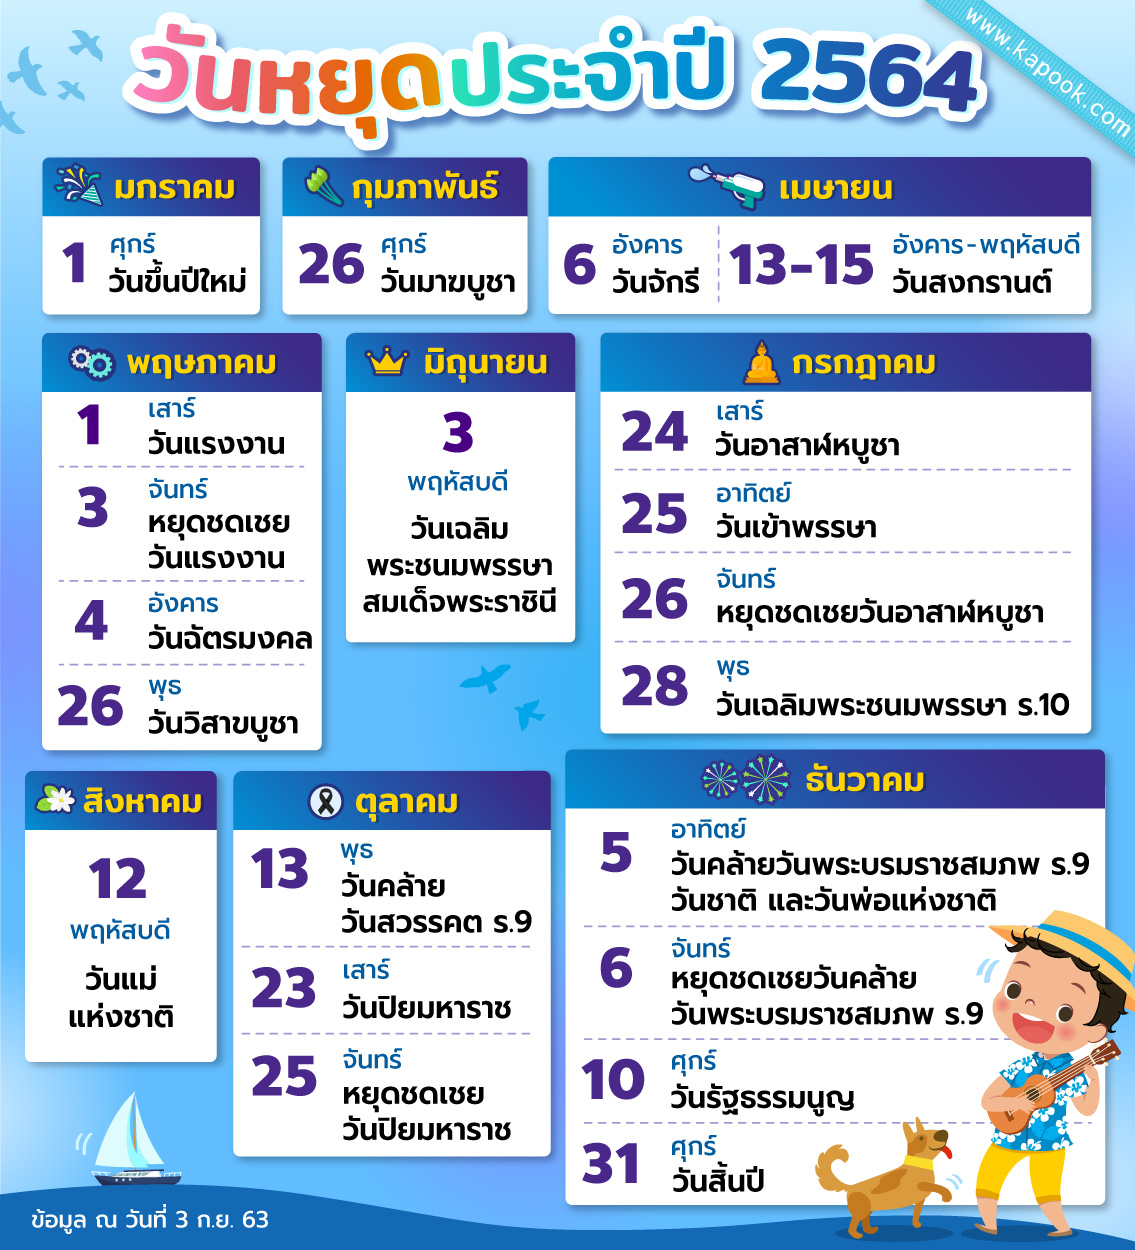 วันหยุดประจำปี 2564
www.kapook.com
มกราคม
1
ศุกร์
วันขึ้นปีใหม่
กุมภาพันธ์
26
ศุกร์
วันมาฆบูชา
เมษายน
6
อังคาร
วันจักรี
13-15
อังคาร-พฤหัสบดี
วันสงกรานต์
พฤษภาคม
1
เสาร์
วันแรงงาน
3
จันทร์
หยุดชดเชย
วันแรงงาน
4
อังคาร
วันฉัตรมงคล
26
พุธ
วันวิสาขบูชา
มิถุนายน
3
พฤหัสบดี
วันเฉลิม
พระชนมพรรษา
สมเด็จพระราชินี
กรกฎาคม
24
เสาร์
วันอาสาฬหบูชา
25
อาทิตย์
วันเข้าพรรษา
26
จันทร์
หยุดชดเชยวันอาสาฬหบูชา
28
พุธ
วันเฉลิมพระชนมพรรษา ร.10
สิงหาคม
12
พฤหัสบดี
วันแม่
แห่งชาติ
ตุลาคม
13
พุธ
วันคล้าย
วันสวรรคต ร.9
23
เสาร์
วันปิยมหาราช
25
จันทร์
หยุดชดเชย
วันปิยมหาราช
ธันวาคม
5
อาทิตย์
วันคล้ายวันพระบรมราชสมภพ ร.9
วันชาติ และวันพ่อแห่งชาติ
6
จันทร์
หยุดชดเชยวันคล้าย
วันพระบรมราชสมภพ ร.9
10
ศุกร์
วันรัฐธรรมนูญ
31
ศุกร์
วันสิ้นปี
ข้อมูล ณ วันที่ 3 ก.ย. 63